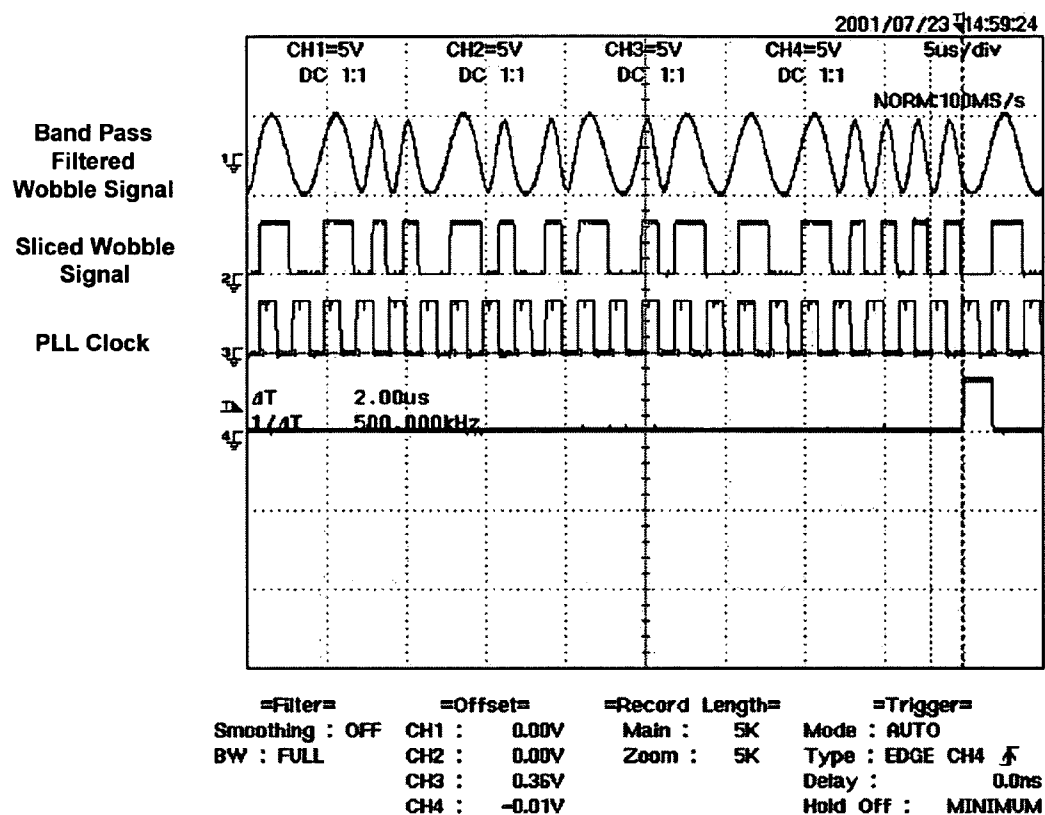 2001/07/23 14:59:24
CH1=5V CH2=5V CH3=5V CH4=5V 5us/div
DC 1:1 DC 1:1 DC 1:1 DC 1:1
NORM:100MS/s
Band Pass
Filtered
Wobble Signal
Sliced Wobble
Signal
PLL Clock
ΔT 2.00us
1/ΔT 500.000kHz
=Filter= =Offset= =Record Length= =Trigger=
Smoothing : OFF CH1 : 0.00V Main : 5K Mode : AUTO
BW : FULL CH2 : 0.00V Zoom : 5K Type : EDGE CH4
CH3 : 0.36V Delay : 0.0ns
CH4 : -0.01V Hold Off : MINIMUM